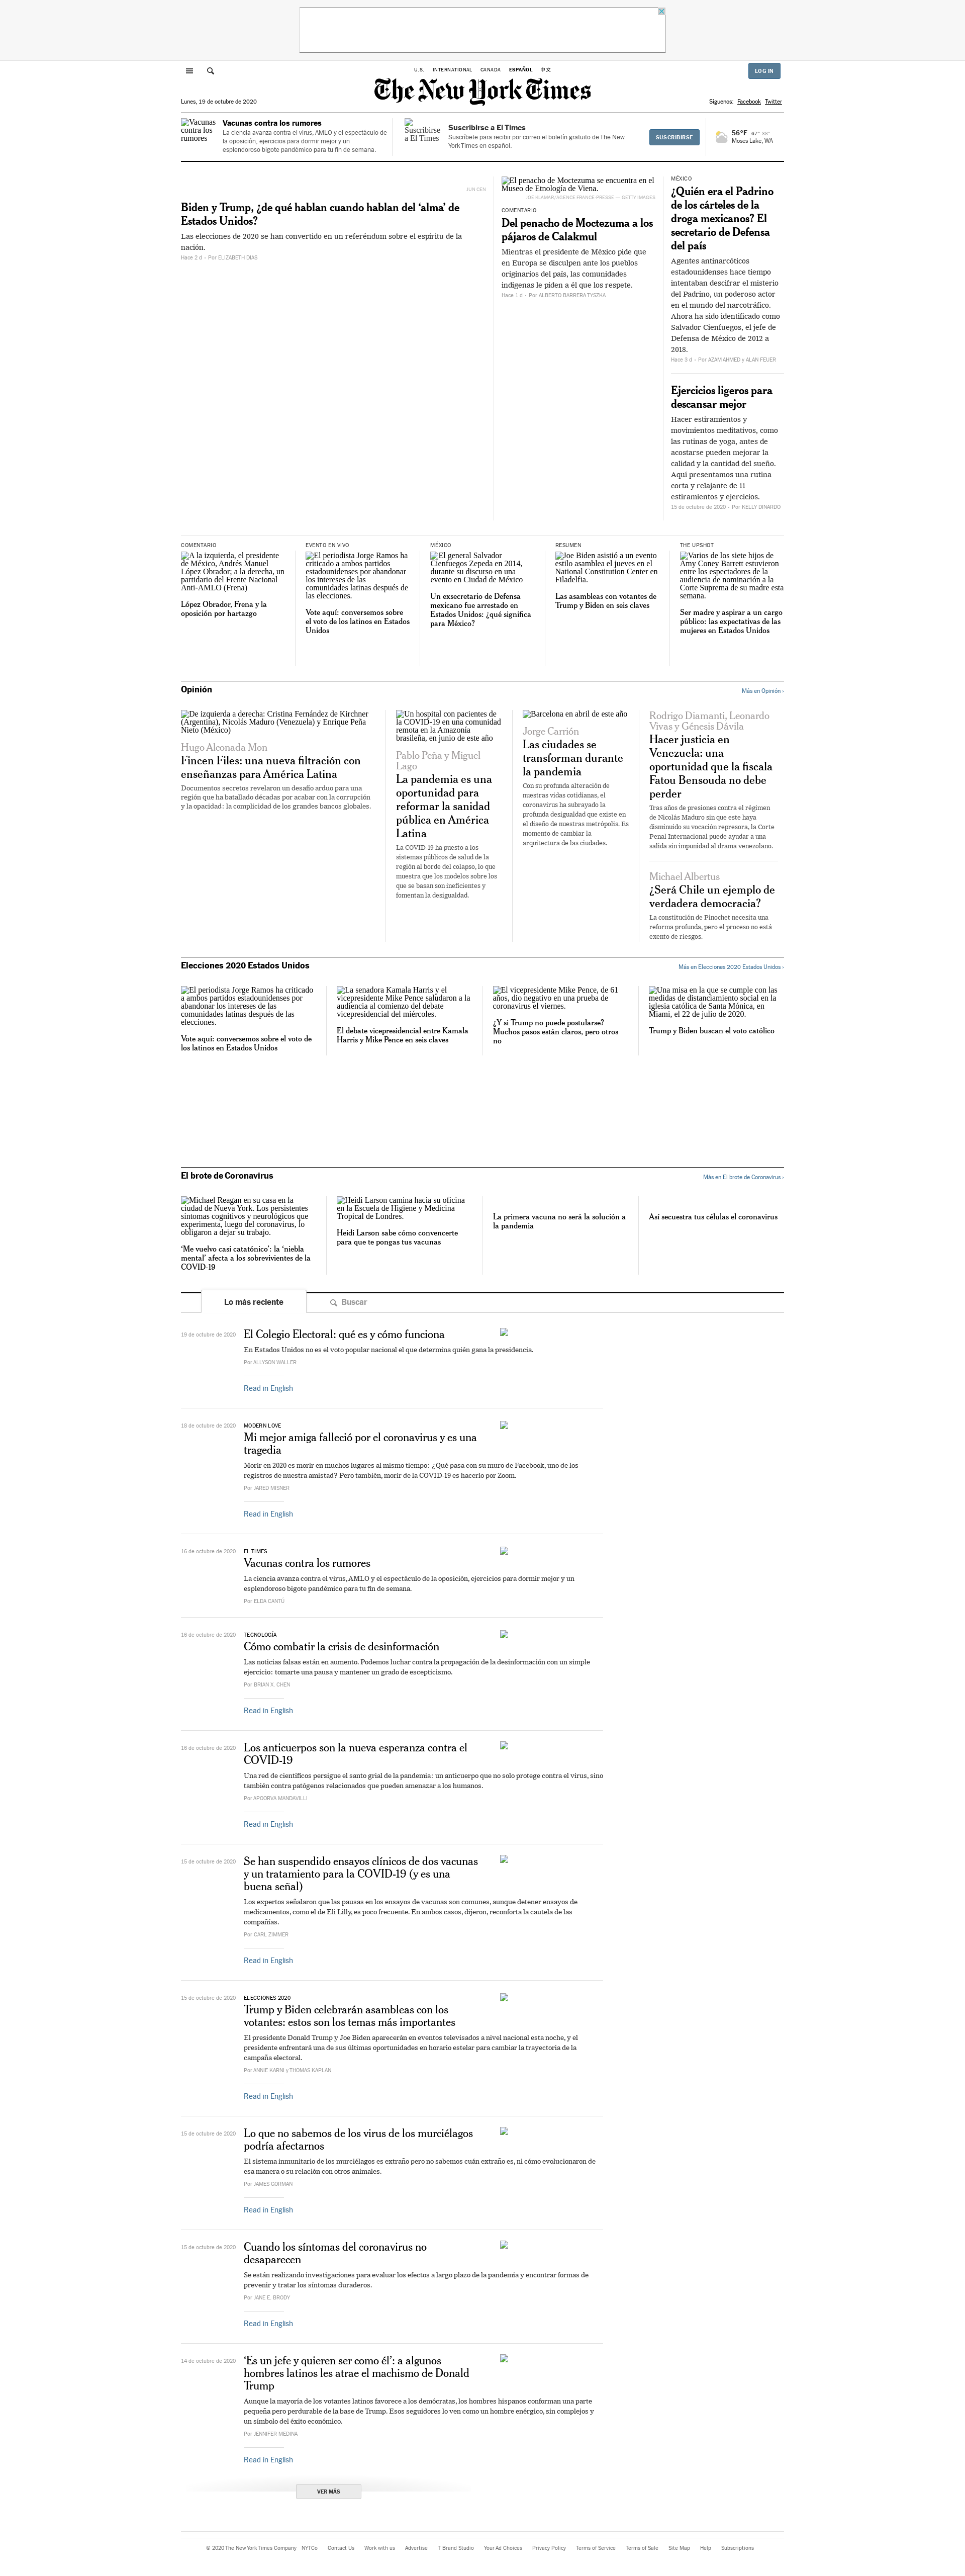 U.S. INTERNATIONAL CANADA ESPAÑOL 中文
LOG IN
The New York Times
Lunes, 19 de octubre de 2020
Síguenos: Facebook Twitter
Vacunas contra los rumores
Vacunas contra los rumores
La ciencia avanza contra el virus, AMLO y el espectáculo de
la oposición, ejercicios para dormir mejor y un
esplendoroso bigote pandémico para tu fin de semana.
Suscribirse a El Times
Suscribirse a El Times
Suscríbete para recibir por correo el boletín gratuito de The New
York Times en español.
SUSCRIBIRSE
56°F
Moses Lake, WA
JUN CEN
Biden y Trump, ¿de qué hablan cuando hablan del ‘alma’ de
Estados Unidos?
Las elecciones de 2020 se han convertido en un referéndum sobre el espíritu de la
nación.
Hace 2 d – Por ELIZABETH DIAS
El penacho de Moctezuma se encuentra en el
Museo de Etnología de Viena.
JOE KLAMAR/AGENCE FRANCE-PRESSE — GETTY IMAGES
COMENTARIO
Del penacho de Moctezuma a los
pájaros de Calakmul
Mientras el presidente de México pide que
en Europa se disculpen ante los pueblos
originarios del país, las comunidades
indígenas le piden a él que los respete.
Hace 1 d – Por ALBERTO BARRERA TYSZKA
MÉXICO
¿Quién era el Padrino
de los cárteles de la
droga mexicanos? El
secretario de Defensa
del país
Agentes antinarcóticos
estadounidenses hace tiempo
intentaban descifrar el misterio
del Padrino, un poderoso actor
en el mundo del narcotráfico.
Ahora ha sido identificado como
Salvador Cienfuegos, el jefe de
Defensa de México de 2012 a
2018.
Hace 3 d – Por AZAM AHMED y ALAN FEUER
Ejercicios ligeros para
descansar mejor
Hacer estiramientos y
movimientos meditativos, como
las rutinas de yoga, antes de
acostarse pueden mejorar la
calidad y la cantidad del sueño.
Aquí presentamos una rutina
corta y relajante de 11
estiramientos y ejercicios.
15 de octubre de 2020 – Por KELLY DINARDO
COMENTARIO
A la izquierda, el presidente
de México, Andrés Manuel
López Obrador; a la derecha, un
partidario del Frente Nacional
Anti-AMLO (Frena)
López Obrador, Frena y la
oposición por hartazgo
EVENTO EN VIVO
El periodista Jorge Ramos ha
criticado a ambos partidos
estadounidenses por abandonar
los intereses de las
comunidades latinas después de
las elecciones.
Vote aquí: conversemos sobre
el voto de los latinos en Estados
Unidos
MÉXICO
El general Salvador
Cienfuegos Zepeda en 2014,
durante su discurso en una
evento en Ciudad de México
Un exsecretario de Defensa
mexicano fue arrestado en
Estados Unidos: ¿qué significa
para México?
RESUMEN
Joe Biden asistió a un evento
estilo asamblea el jueves en el
National Constitution Center en
Filadelfia.
Las asambleas con votantes de
Trump y Biden en seis claves
THE UPSHOT
Varios de los siete hijos de
Amy Coney Barrett estuvieron
entre los espectadores de la
audiencia de nominación a la
Corte Suprema de su madre esta
semana.
Ser madre y aspirar a un cargo
público: las expectativas de las
mujeres en Estados Unidos
Opinión
Más en Opinión ›
De izquierda a derecha: Cristina Fernández de Kirchner
(Argentina), Nicolás Maduro (Venezuela) y Enrique Peña
Nieto (México)
Hugo Alconada Mon
Fincen Files: una nueva filtración con
enseñanzas para América Latina
Documentos secretos revelaron un desafío arduo para una
región que ha batallado décadas por acabar con la corrupción
y la opacidad: la complicidad de los grandes bancos globales.
Un hospital con pacientes de
la COVID-19 en una comunidad
remota en la Amazonía
brasileña, en junio de este año
Pablo Peña y Miguel
Lago
La pandemia es una
oportunidad para
reformar la sanidad
pública en América
Latina
La COVID-19 ha puesto a los
sistemas públicos de salud de la
región al borde del colapso, lo que
muestra que los modelos sobre los
que se basan son ineficientes y
fomentan la desigualdad.
Barcelona en abril de este año
Jorge Carrión
Las ciudades se
transforman durante
la pandemia
Con su profunda alteración de
nuestras vidas cotidianas, el
coronavirus ha subrayado la
profunda desigualdad que existe en
el diseño de nuestras metrópolis. Es
momento de cambiar la
arquitectura de las ciudades.
Rodrigo Diamanti, Leonardo
Vivas y Génesis Dávila
Hacer justicia en
Venezuela: una
oportunidad que la fiscala
Fatou Bensouda no debe
perder
Tras años de presiones contra el régimen
de Nicolás Maduro sin que este haya
disminuido su vocación represora, la Corte
Penal Internacional puede ayudar a una
salida sin impunidad al drama venezolano.
Michael Albertus
¿Será Chile un ejemplo de
verdadera democracia?
La constitución de Pinochet necesita una
reforma profunda, pero el proceso no está
exento de riesgos.
Elecciones 2020 Estados Unidos
Más en Elecciones 2020 Estados Unidos ›
El periodista Jorge Ramos ha criticado
a ambos partidos estadounidenses por
abandonar los intereses de las
comunidades latinas después de las
elecciones.
Vote aquí: conversemos sobre el voto de
los latinos en Estados Unidos
La senadora Kamala Harris y el
vicepresidente Mike Pence saludaron a la
audiencia al comienzo del debate
vicepresidencial del miércoles.
El debate vicepresidencial entre Kamala
Harris y Mike Pence en seis claves
El vicepresidente Mike Pence, de 61
años, dio negativo en una prueba de
coronavirus el viernes.
¿Y si Trump no puede postularse?
Muchos pasos están claros, pero otros
no
Una misa en la que se cumple con las
medidas de distanciamiento social en la
iglesia católica de Santa Mónica, en
Miami, el 22 de julio de 2020.
Trump y Biden buscan el voto católico
El brote de Coronavirus
Más en El brote de Coronavirus ›
Michael Reagan en su casa en la
ciudad de Nueva York. Los persistentes
síntomas cognitivos y neurológicos que
experimenta, luego del coronavirus, lo
obligaron a dejar su trabajo.
‘Me vuelvo casi catatónico’: la ‘niebla
mental’ afecta a los sobrevivientes de la
COVID-19
Heidi Larson camina hacia su oficina
en la Escuela de Higiene y Medicina
Tropical de Londres.
Heidi Larson sabe cómo convencerte
para que te pongas tus vacunas
La primera vacuna no será la solución a
la pandemia
Así secuestra tus células el coronavirus
Lo más reciente
Buscar
19 de octubre de 2020
El Colegio Electoral: qué es y cómo funciona
En Estados Unidos no es el voto popular nacional el que determina quién gana la presidencia.
Por ALLYSON WALLER
Read in English
18 de octubre de 2020
MODERN LOVE
Mi mejor amiga falleció por el coronavirus y es una
tragedia
Morir en 2020 es morir en muchos lugares al mismo tiempo: ¿Qué pasa con su muro de Facebook, uno de los
registros de nuestra amistad? Pero también, morir de la COVID-19 es hacerlo por Zoom.
Por JARED MISNER
Read in English
16 de octubre de 2020
EL TIMES
Vacunas contra los rumores
La ciencia avanza contra el virus, AMLO y el espectáculo de la oposición, ejercicios para dormir mejor y un
esplendoroso bigote pandémico para tu fin de semana.
Por ELDA CANTÚ
16 de octubre de 2020
TECNOLOGÍA
Cómo combatir la crisis de desinformación
Las noticias falsas están en aumento. Podemos luchar contra la propagación de la desinformación con un simple
ejercicio: tomarte una pausa y mantener un grado de escepticismo.
Por BRIAN X. CHEN
Read in English
16 de octubre de 2020
Los anticuerpos son la nueva esperanza contra el
COVID-19
Una red de científicos persigue el santo grial de la pandemia: un anticuerpo que no solo protege contra el virus, sino
también contra patógenos relacionados que pueden amenazar a los humanos.
Por APOORVA MANDAVILLI
Read in English
15 de octubre de 2020
Se han suspendido ensayos clínicos de dos vacunas
y un tratamiento para la COVID-19 (y es una
buena señal)
Los expertos señalaron que las pausas en los ensayos de vacunas son comunes, aunque detener ensayos de
medicamentos, como el de Eli Lilly, es poco frecuente. En ambos casos, dijeron, reconforta la cautela de las
compañías.
Por CARL ZIMMER
Read in English
15 de octubre de 2020
ELECCIONES 2020
Trump y Biden celebrarán asambleas con los
votantes: estos son los temas más importantes
El presidente Donald Trump y Joe Biden aparecerán en eventos televisados a nivel nacional esta noche, y el
presidente enfrentará una de sus últimas oportunidades en horario estelar para cambiar la trayectoria de la
campaña electoral.
Por ANNIE KARNI y THOMAS KAPLAN
Read in English
15 de octubre de 2020
Lo que no sabemos de los virus de los murciélagos
podría afectarnos
El sistema inmunitario de los murciélagos es extraño pero no sabemos cuán extraño es, ni cómo evolucionaron de
esa manera o su relación con otros animales.
Por JAMES GORMAN
Read in English
15 de octubre de 2020
Cuando los síntomas del coronavirus no
desaparecen
Se están realizando investigaciones para evaluar los efectos a largo plazo de la pandemia y encontrar formas de
prevenir y tratar los síntomas duraderos.
Por JANE E. BRODY
Read in English
14 de octubre de 2020
‘Es un jefe y quieren ser como él’: a algunos
hombres latinos les atrae el machismo de Donald
Trump
Aunque la mayoría de los votantes latinos favorece a los demócratas, los hombres hispanos conforman una parte
pequeña pero perdurable de la base de Trump. Esos seguidores lo ven como un hombre enérgico, sin complejos y
un símbolo del éxito económico.
Por JENNIFER MEDINA
Read in English
VER MÁS
© 2020 The New York Times Company NYTCo Contact Us Work with us Advertise T Brand Studio Your Ad Choices Privacy Policy Terms of Service Terms of Sale Site Map Help Subscriptions